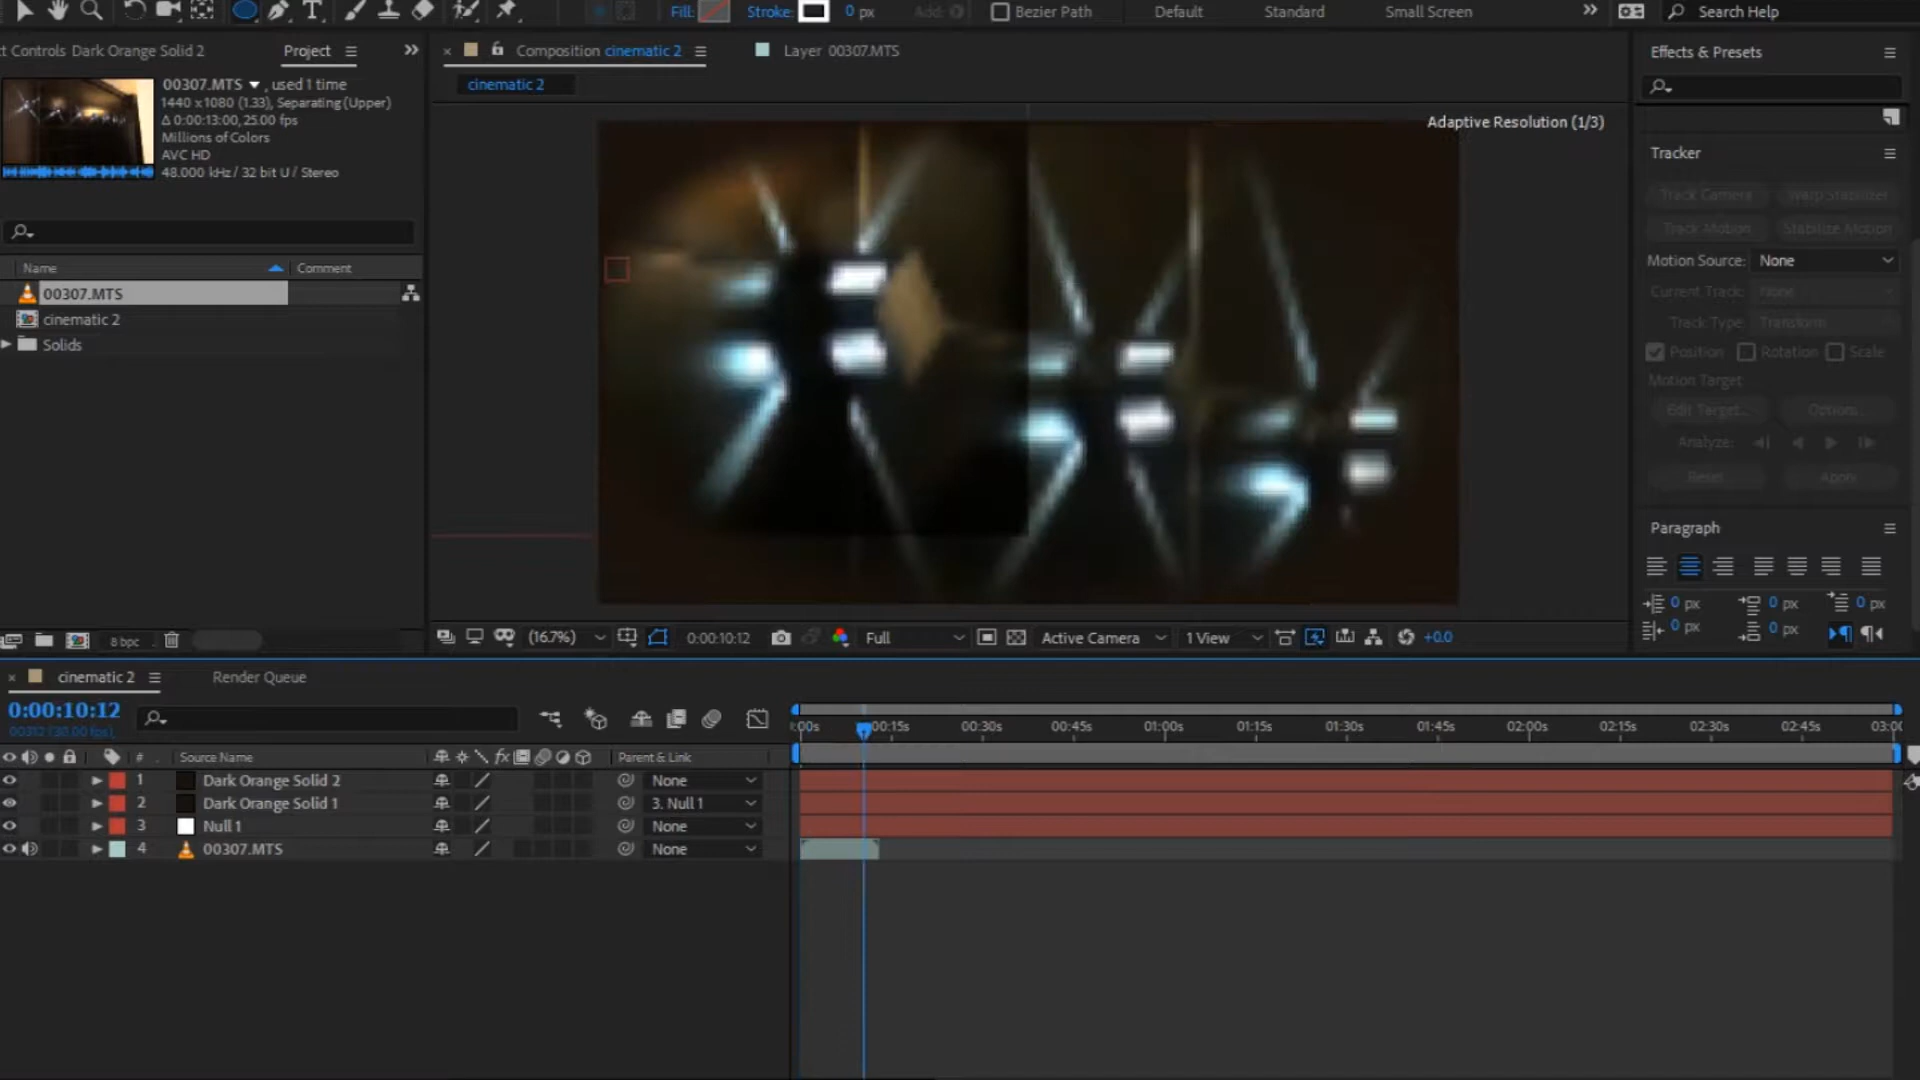 Fill:
Stroke:
0 px
Add:
Bezier Path
Default
Standard
Small Screen
Search Help
t Controls Dark Orange Solid 2
Project
Composition cinematic 2
Layer 00307.MTS
Effects & Presets
00307.MTS
, used 1 time
1440 x 1080 (1.33), Separating (Upper)
Δ 0:00:13:00, 25.00 fps
Millions of Colors
AVC HD
48.000 kHz / 32 bit U / Stereo
cinematic 2
Adaptive Resolution (1/3)
Tracker
Track Camera
Warp Stabilizer
Track Motion
Stabilize Motion
Motion Source: None
Current Track: None
Track Type: Transform
Position
Rotation
Scale
Motion Target
Edit Target...
Options...
Analyze:
Reset
Apply
Name
Comment
00307.MTS
cinematic 2
Solids
Paragraph
0 px
0 px
0 px
0 px
0 px
8 bpc
(16.7%)
0:00:10:12
Full
Active Camera
1 View
+0.0
cinematic 2
Render Queue
0:00:10:12
00312 (30.00 fps)
:00s
00:15s
00:30s
00:45s
01:00s
01:15s
01:30s
01:45s
02:00s
02:15s
02:30s
02:45s
03:00
#
Source Name
fx
Parent & Link
1
Dark Orange Solid 2
None
2
Dark Orange Solid 1
3. Null 1
3
Null 1
None
4
00307.MTS
None